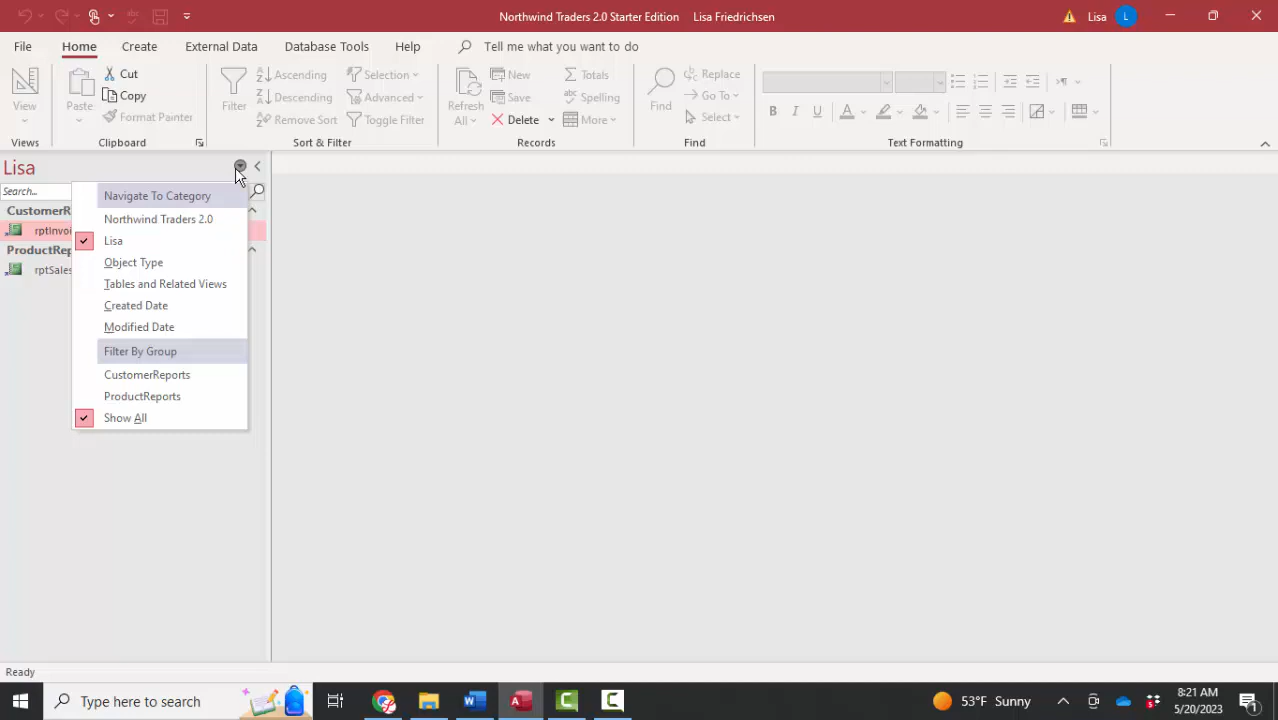 Northwind Traders 2.0 Starter Edition Lisa Friedrichsen Lisa L
File Home Create External Data Database Tools Help Tell me what you want to do
View
Views
Paste
Cut
Copy
Format Painter
Clipboard
Filter
Ascending
Descending
Remove Sort
Selection
Advanced
Toggle Filter
Sort & Filter
Refresh
All
New
Save
Delete
Totals
Spelling
More
Records
Find
Replace
Go To
Select
Find
B I U A
Text Formatting
Lisa
Search...
CustomerR
rptInvoi
ProductRep
rptSales
Navigate To Category
Northwind Traders 2.0
Lisa
Object Type
Tables and Related Views
Created Date
Modified Date
Filter By Group
CustomerReports
ProductReports
Show All
Ready
Type here to search
53°F Sunny
8:21 AM
5/20/2023
1